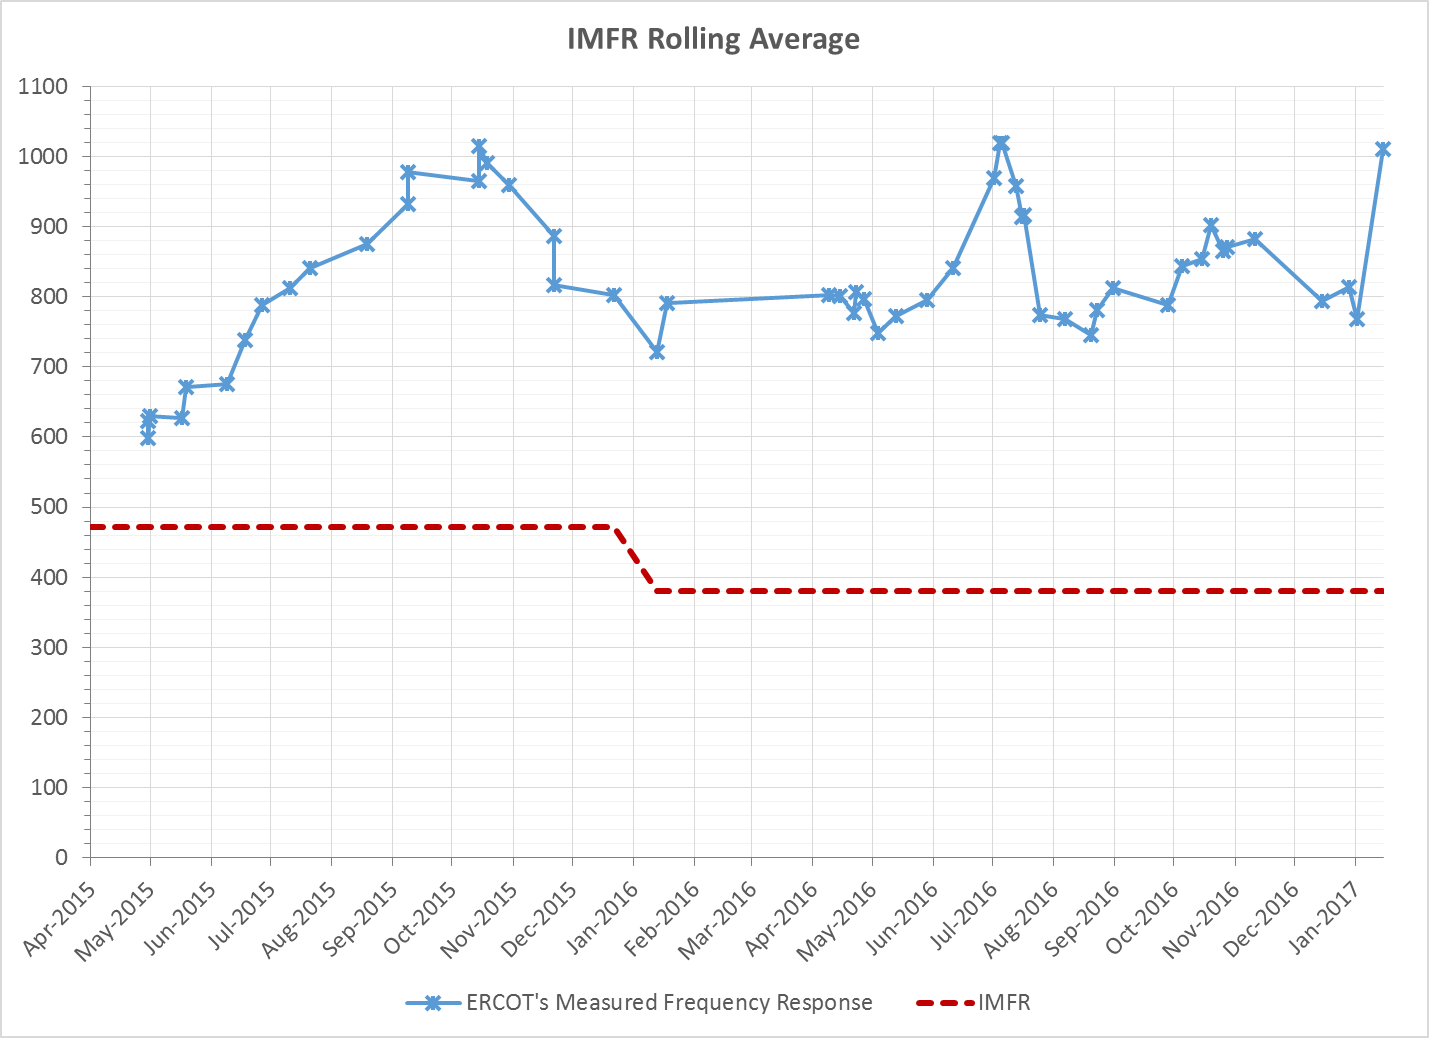 IMFR Rolling Average
1100
1000
900
800
700
600
500
400
300
200
100
0
Apr-2015
May-2015
Jun-2015
Jul-2015
Aug-2015
Sep-2015
Oct-2015
Nov-2015
Dec-2015
Jan-2016
Feb-2016
Mar-2016
Apr-2016
May-2016
Jun-2016
Jul-2016
Aug-2016
Sep-2016
Oct-2016
Nov-2016
Dec-2016
Jan-2017
ERCOT's Measured Frequency Response
IMFR